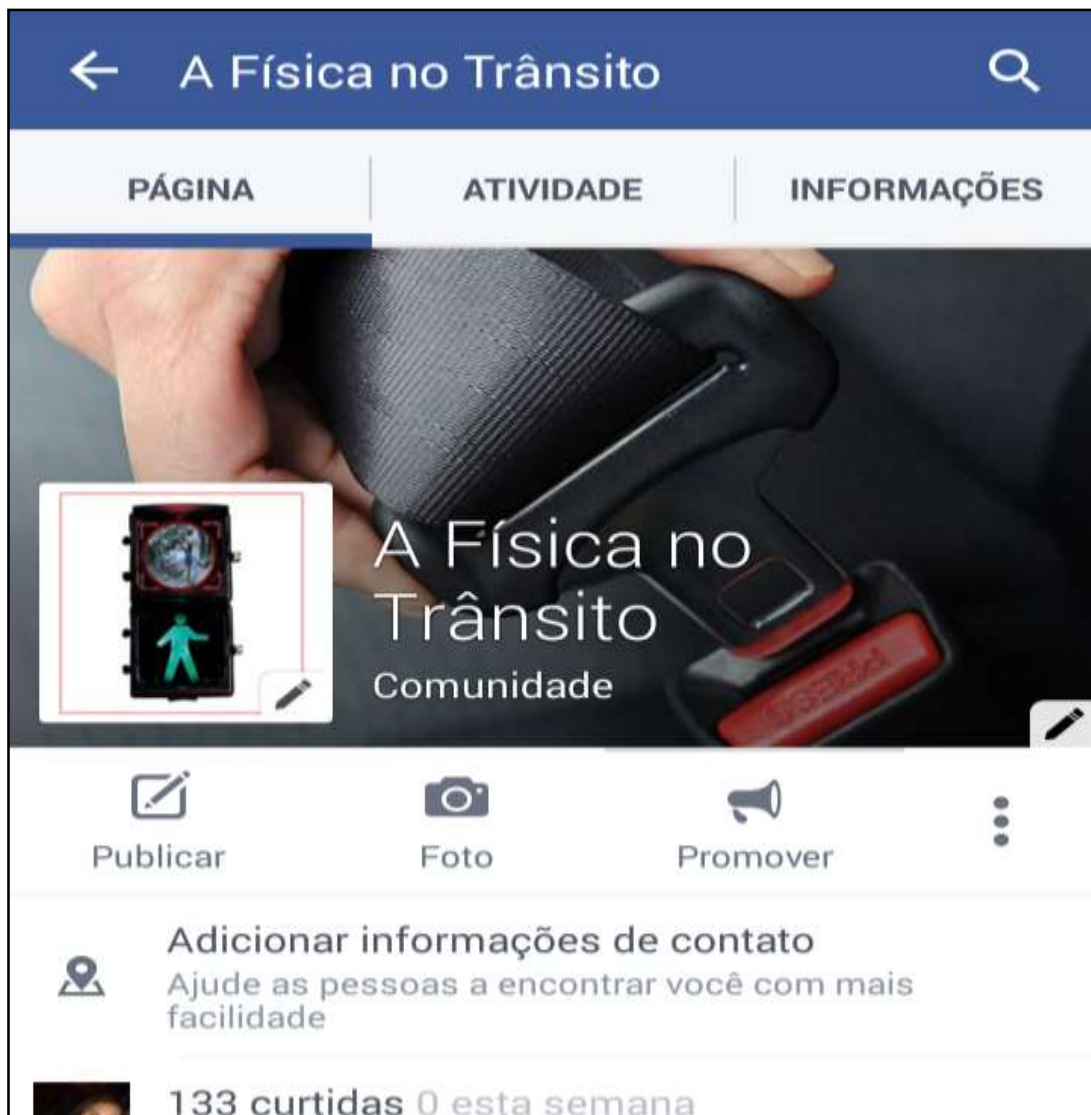 A Física no Trânsito
PÁGINA ATIVIDADE INFORMAÇÕES
A Física no
Trânsito
Comunidade
PRESS
Publicar Foto Promover
Adicionar informações de contato
Ajude as pessoas a encontrar você com mais
facilidade
133 curtidas 0 esta semana